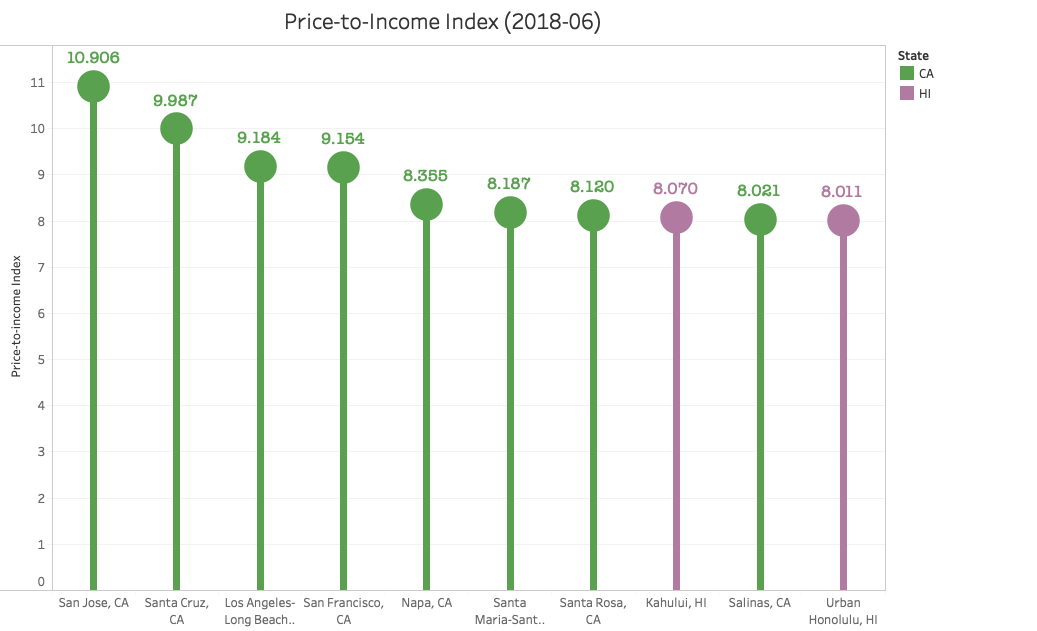 Price-to-Income Index (2018-06)
State
CA
HI
Price-to-income Index
11
10
9
8
7
6
5
4
3
2
1
0
10.906
9.987
9.184
9.154
8.355
8.187
8.120
8.070
8.021
8.011
San Jose, CA
Santa Cruz,
CA
Los Angeles-
Long Beach..
San Francisco,
CA
Napa, CA
Santa
Maria-Sant..
Santa Rosa,
CA
Kahului, HI
Salinas, CA
Urban
Honolulu, HI